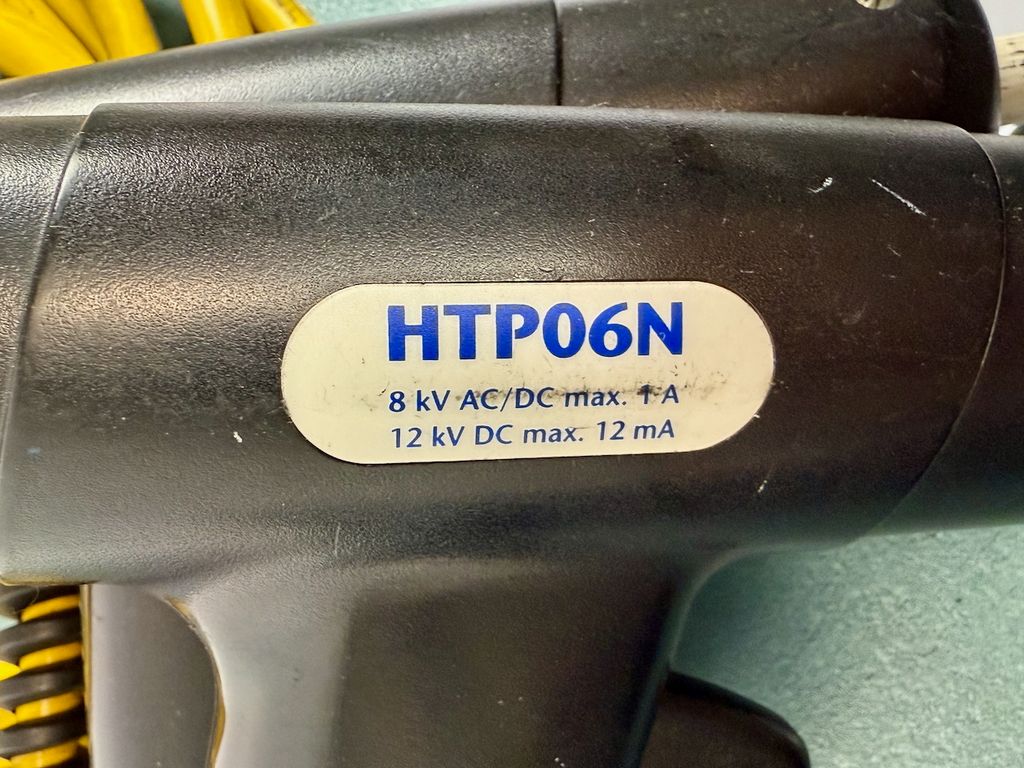 HTP06N
8 kV AC/DC max. 1 A
12 kV DC max. 12 mA